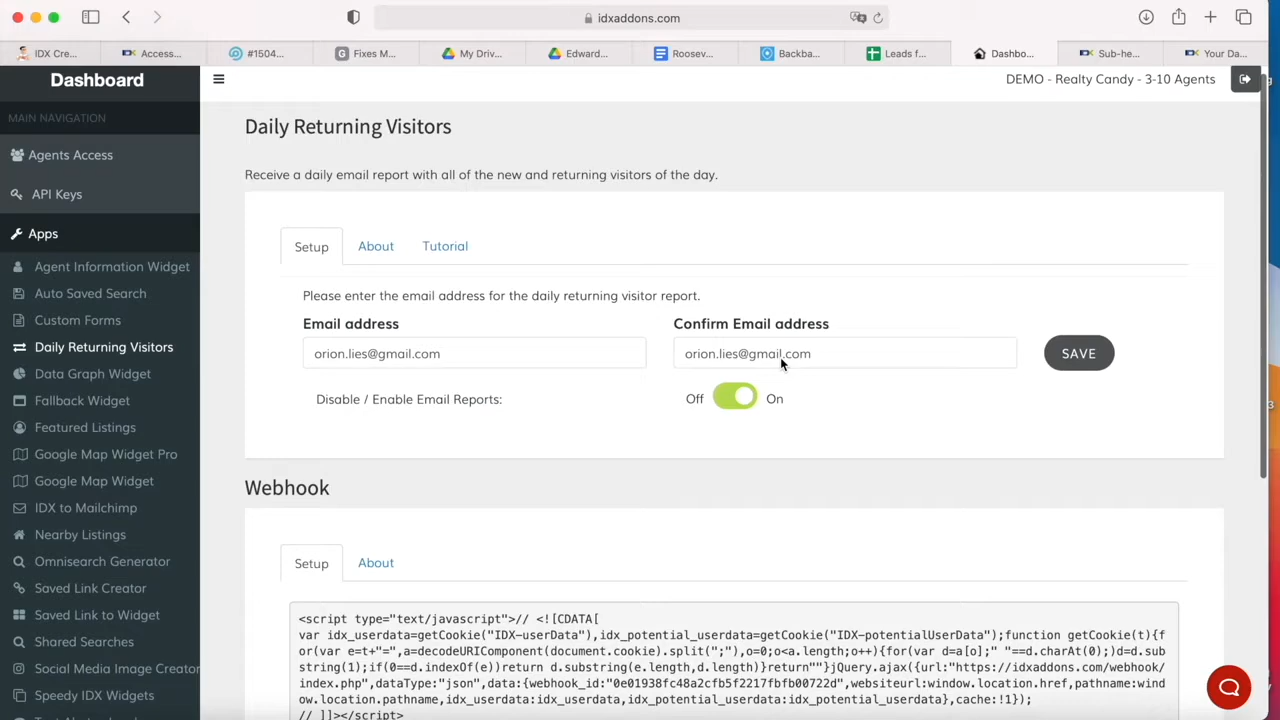 idxaddons.com
IDX Cre...
Access...
#1504...
Fixes M...
My Driv...
Edward...
Roosev...
Backba...
Leads f...
Dashbo...
Sub-he...
Your Da...
Dashboard
DEMO - Realty Candy - 3-10 Agents
MAIN NAVIGATION
Agents Access
API Keys
Apps
Agent Information Widget
Auto Saved Search
Custom Forms
Daily Returning Visitors
Data Graph Widget
Fallback Widget
Featured Listings
Google Map Widget Pro
Google Map Widget
IDX to Mailchimp
Nearby Listings
Omnisearch Generator
Saved Link Creator
Saved Link to Widget
Shared Searches
Social Media Image Creator
Speedy IDX Widgets
Daily Returning Visitors
Receive a daily email report with all of the new and returning visitors of the day.
Setup About Tutorial
Please enter the email address for the daily returning visitor report.
Email address Confirm Email address
orion.lies@gmail.com orion.lies@gmail.com SAVE
Disable / Enable Email Reports: Off On
Webhook
Setup About
<script type="text/javascript">// <![CDATA[
var idx_userdata=getCookie("IDX-userData"),idx_potential_userdata=getCookie("IDX-potentialUserData");function getCookie(t){f
or(var e=t+"=",a=decodeURIComponent(document.cookie).split(";"),o=0;o<a.length;o++){for(var d=a[o];" "==d.charAt(0);)d=d.sub
string(1);if(0==d.indexOf(e))return d.substring(e.length,d.length)}return""}jQuery.ajax({url:"https://idxaddons.com/webhook/
index.php",dataType:"json",data:{webhook_id:"0e01938fc48a2cfb5f2217fbfb00722d",websiteurl:window.location.href,pathname:wind
ow.location.pathname,idx_userdata:idx_userdata,idx_potential_userdata:idx_potential_userdata},cache:!1});
// ]]></script>